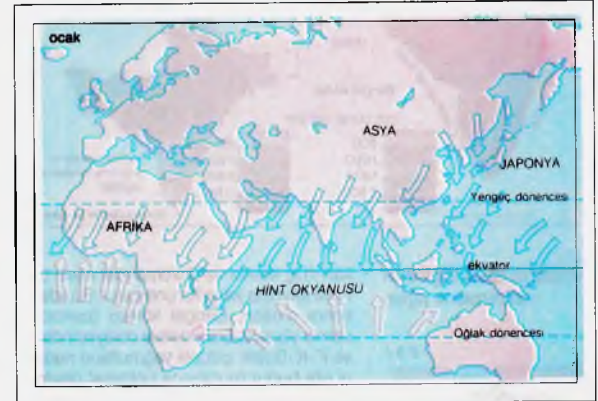 ocak
ASYA
JAPONYA
Yengeç dönencesi
AFRİKA
ekvator
HİNT OKYANUSU
Oğlak dönencesi